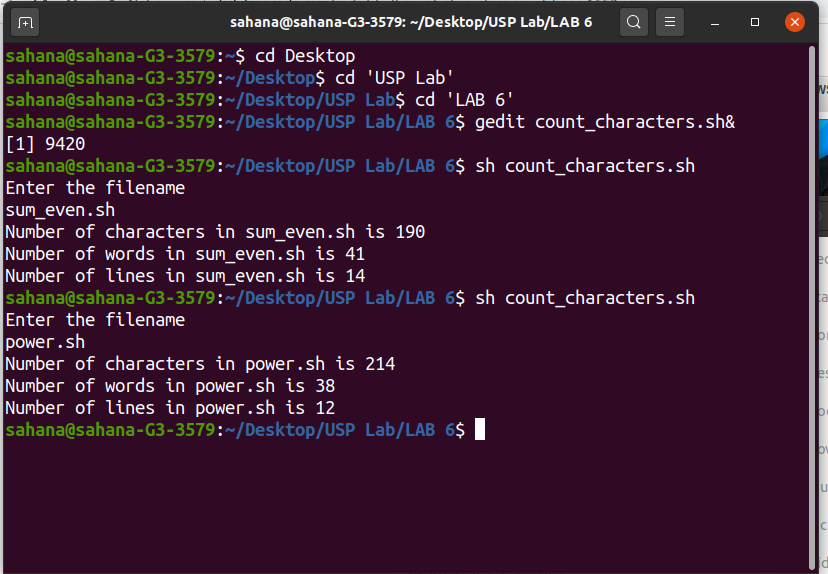 sahana@sahana-G3-3579: ~/Desktop/USP Lab/LAB 6
sahana@sahana-G3-3579:~$ cd Desktop
sahana@sahana-G3-3579:~/Desktop$ cd 'USP Lab'
sahana@sahana-G3-3579:~/Desktop/USP Lab$ cd 'LAB 6'
sahana@sahana-G3-3579:~/Desktop/USP Lab/LAB 6$ gedit count_characters.sh&
[1] 9420
sahana@sahana-G3-3579:~/Desktop/USP Lab/LAB 6$ sh count_characters.sh
Enter the filename
sum_even.sh
Number of characters in sum_even.sh is 190
Number of words in sum_even.sh is 41
Number of lines in sum_even.sh is 14
sahana@sahana-G3-3579:~/Desktop/USP Lab/LAB 6$ sh count_characters.sh
Enter the filename
power.sh
Number of characters in power.sh is 214
Number of words in power.sh is 38
Number of lines in power.sh is 12
sahana@sahana-G3-3579:~/Desktop/USP Lab/LAB 6$